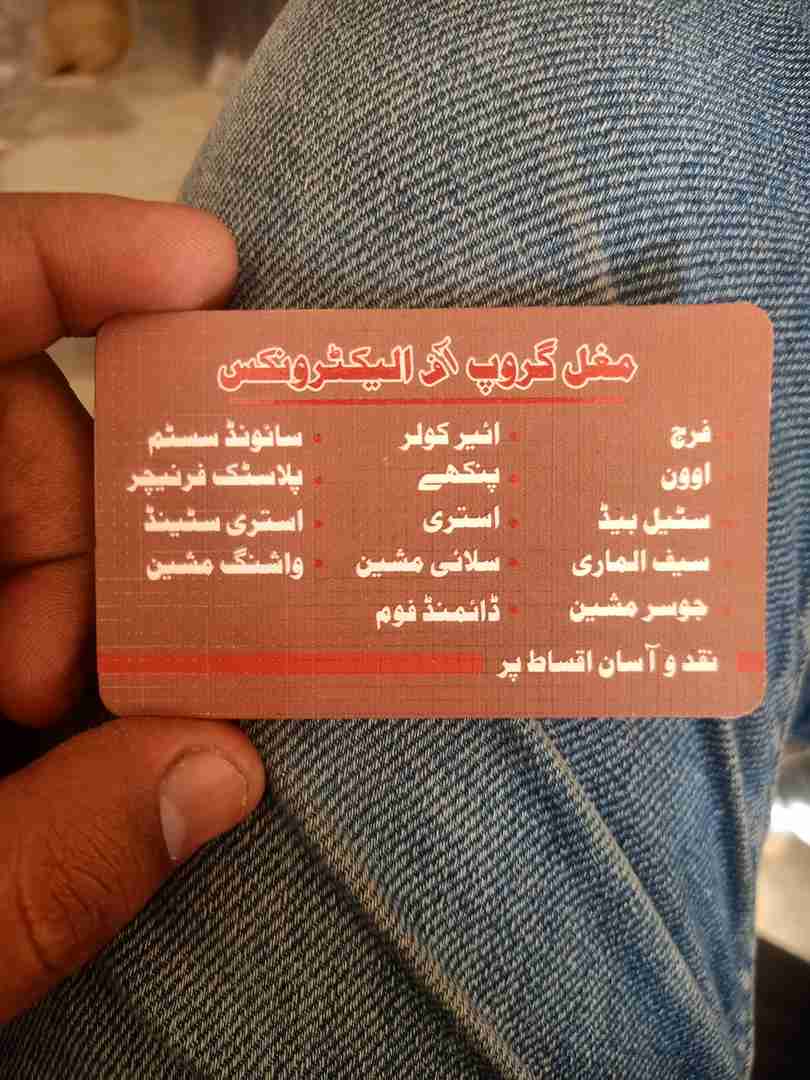 مغل گروپ آف الیکٹرونکس
• فرج • ائیر کولر • سائونڈ سسٹم
• اوون • پنکھے • پلاسٹک فرنیچر
• سٹیل بیڈ • استری • استری سٹینڈ
• سیف الماری • سلائی مشین • واشنگ مشین
• جوسر مشین • ڈائمنڈ فوم
نقد و آسان اقساط پر